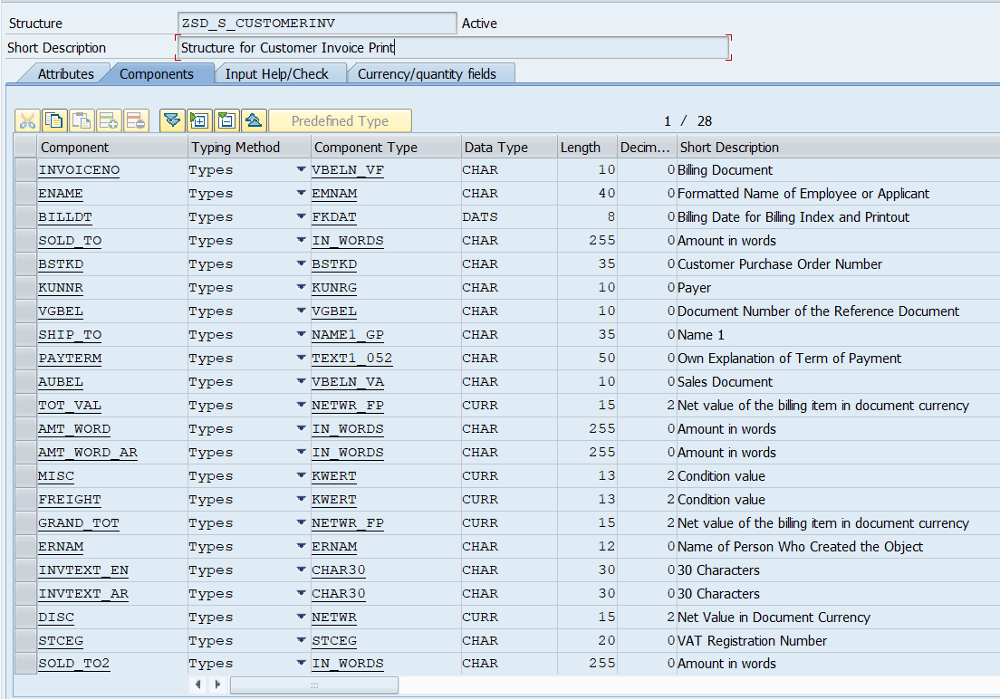 Structure ZSD_S_CUSTOMERINV Active
Short Description Structure for Customer Invoice Print
Attributes Components Input Help/Check Currency/quantity fields
Predefined Type 1 / 28
Component Typing Method Component Type Data Type Length Decim... Short Description
INVOICENO Types VBELN_VF CHAR 10 0 Billing Document
ENAME Types EMNAM CHAR 40 0 Formatted Name of Employee or Applicant
BILLDT Types FKDAT DATS 8 0 Billing Date for Billing Index and Printout
SOLD_TO Types IN_WORDS CHAR 255 0 Amount in words
BSTKD Types BSTKD CHAR 35 0 Customer Purchase Order Number
KUNNR Types KUNRG CHAR 10 0 Payer
VGBEL Types VGBEL CHAR 10 0 Document Number of the Reference Document
SHIP_TO Types NAME1_GP CHAR 35 0 Name 1
PAYTERM Types TEXT1_052 CHAR 50 0 Own Explanation of Term of Payment
AUBEL Types VBELN_VA CHAR 10 0 Sales Document
TOT_VAL Types NETWR_FP CURR 15 2 Net value of the billing item in document currency
AMT_WORD Types IN_WORDS CHAR 255 0 Amount in words
AMT_WORD_AR Types IN_WORDS CHAR 255 0 Amount in words
MISC Types KWERT CURR 13 2 Condition value
FREIGHT Types KWERT CURR 13 2 Condition value
GRAND_TOT Types NETWR_FP CURR 15 2 Net value of the billing item in document currency
ERNAM Types ERNAM CHAR 12 0 Name of Person Who Created the Object
INVTEXT_EN Types CHAR30 CHAR 30 0 30 Characters
INVTEXT_AR Types CHAR30 CHAR 30 0 30 Characters
DISC Types NETWR CURR 15 2 Net Value in Document Currency
STCEG Types STCEG CHAR 20 0 VAT Registration Number
SOLD_TO2 Types IN_WORDS CHAR 255 0 Amount in words